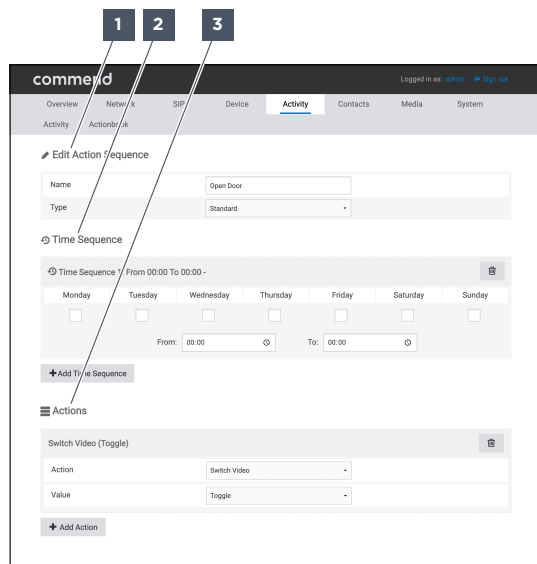 1 2 3
commend
Logged in as: admin Sign out
Overview Network SIP Device Activity Contacts Media System
Activity Actionbook
Edit Action Sequence
Name Open Door
Type Standard
Time Sequence
Time Sequence 1: From 00:00 To 00:00 -
Monday Tuesday Wednesday Thursday Friday Saturday Sunday
From: 00:00 To: 00:00
Add Time Sequence
Actions
Switch Video (Toggle)
Action Switch Video
Value Toggle
Add Action